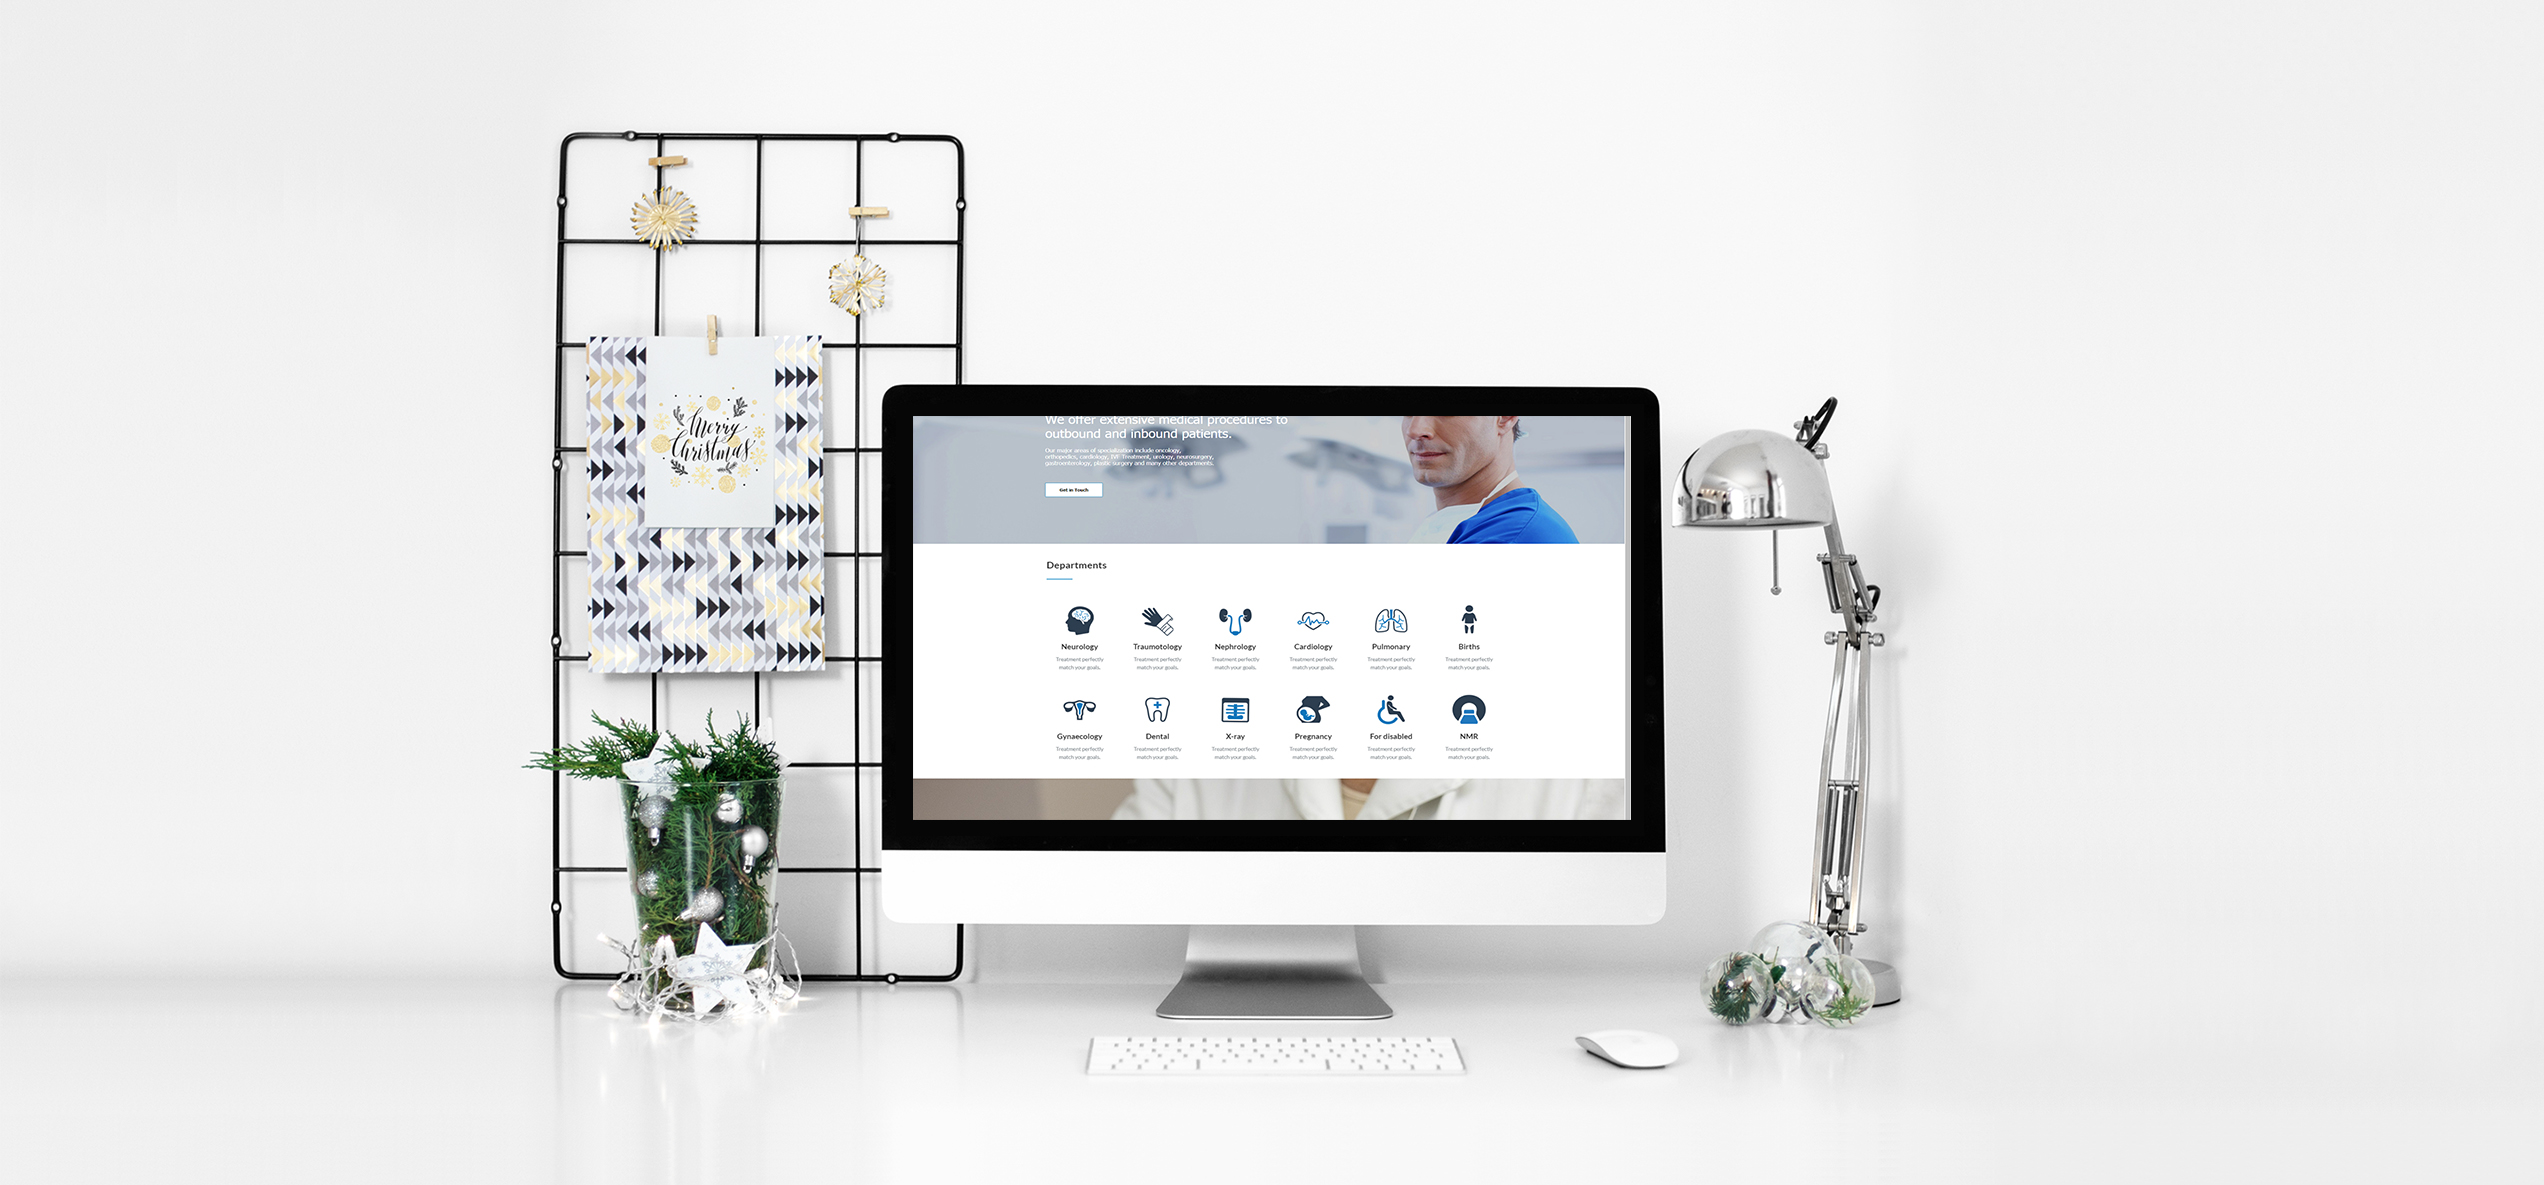 Merry
Christmas
We offer extensive medical procedures to
outbound and inbound patients.
Our major areas of specialization include oncology,
orthopedics, cardiology, IVF Treatment, urology, neurosurgery,
gastroenterology, plastic surgery and many other departments.
Get in Touch
Departments
Neurology
Treatment perfectly
match your goals.
Traumotology
Treatment perfectly
match your goals.
Nephrology
Treatment perfectly
match your goals.
Cardiology
Treatment perfectly
match your goals.
Pulmonary
Treatment perfectly
match your goals.
Births
Treatment perfectly
match your goals.
Gynaecology
Treatment perfectly
match your goals.
Dental
Treatment perfectly
match your goals.
X-ray
Treatment perfectly
match your goals.
Pregnancy
Treatment perfectly
match your goals.
For disabled
Treatment perfectly
match your goals.
NMR
Treatment perfectly
match your goals.